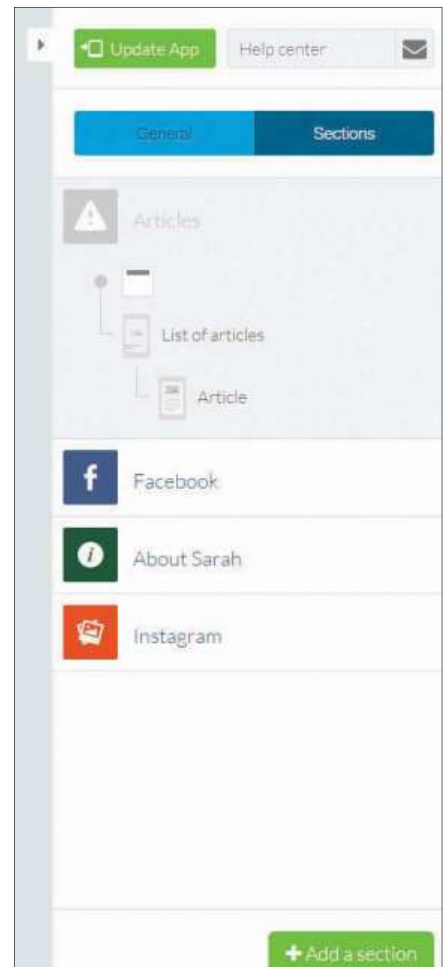 Update App
Help center
General
Sections
Articles
List of articles
Article
Facebook
About Sarah
Instagram
+ Add a section